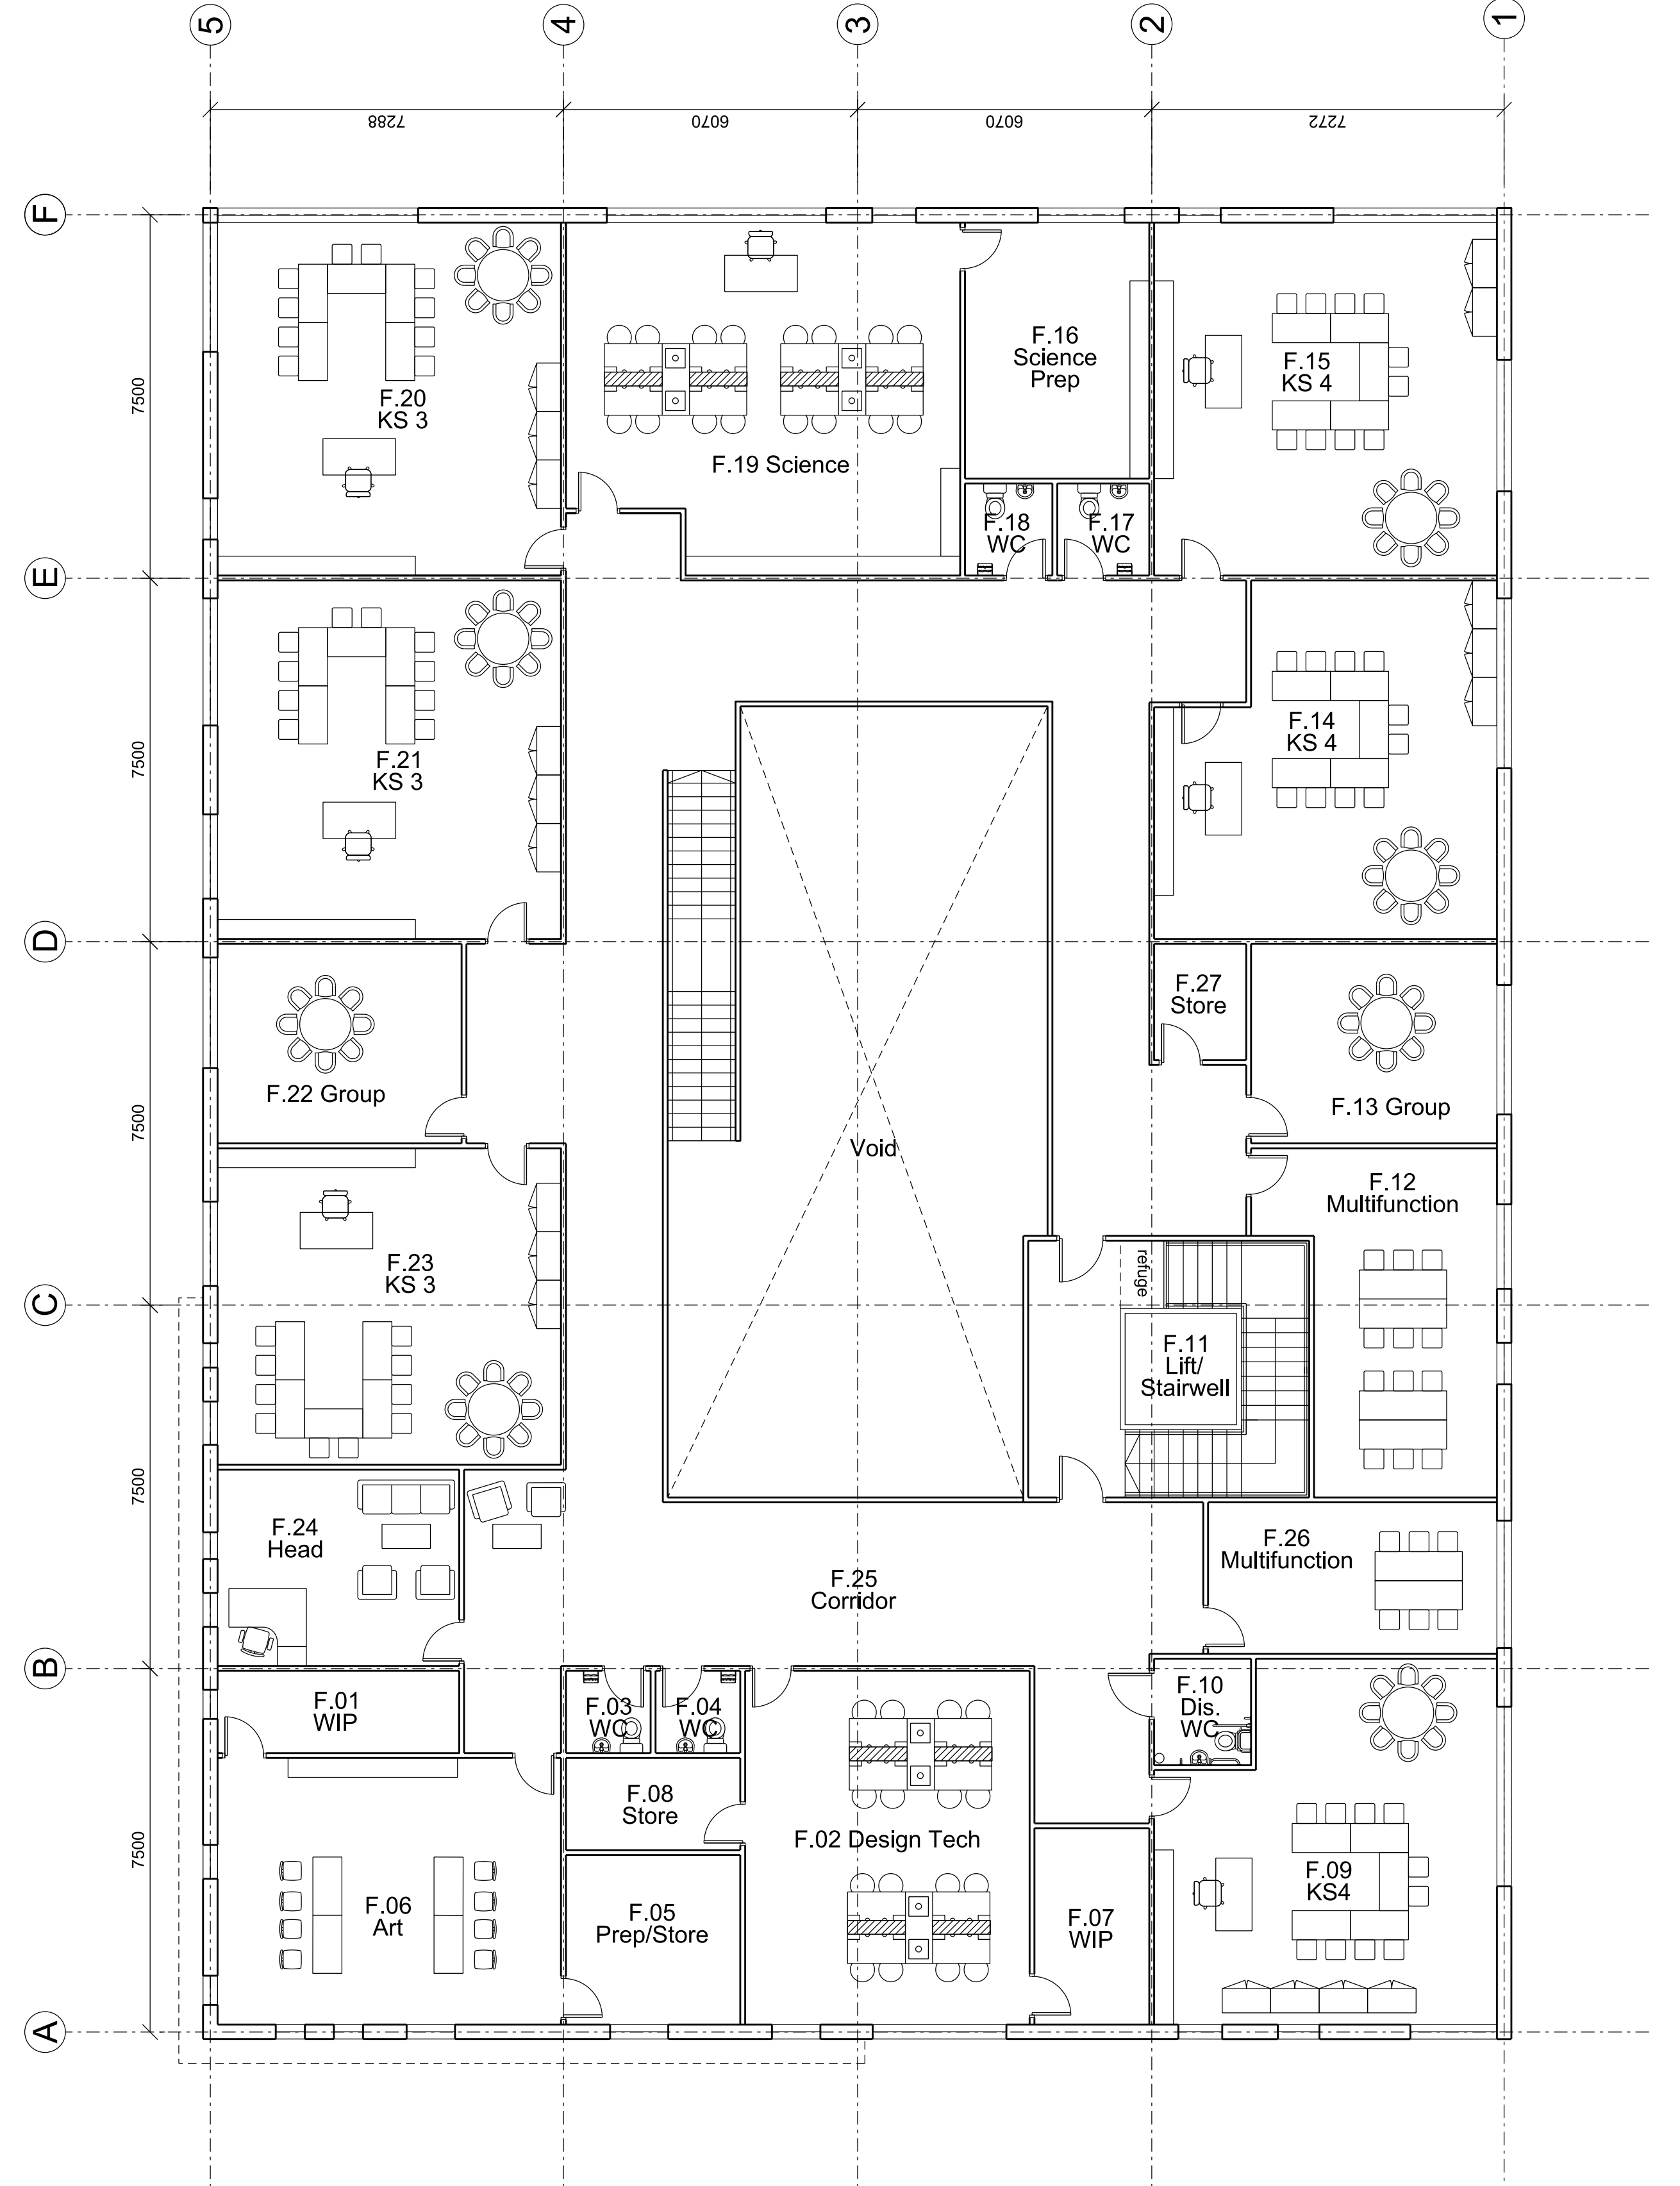 5
4
3
2
1
7288
6070
6070
7272
F
E
D
C
B
A
7500
7500
7500
7500
7500
F.20
KS 3
F.19 Science
F.16
Science
Prep
F.15
KS 4
F.18
WC
F.17
WC
F.21
KS 3
F.14
KS 4
F.27
Store
F.22 Group
F.13 Group
Void
F.12
Multifunction
F.23
KS 3
refuge
F.11
Lift/
Stairwell
F.24
Head
F.26
Multifunction
F.25
Corridor
F.01
WIP
F.03
WC
F.04
WC
F.10
Dis.
WC
F.08
Store
F.02 Design Tech
F.06
Art
F.05
Prep/Store
F.07
WIP
F.09
KS4